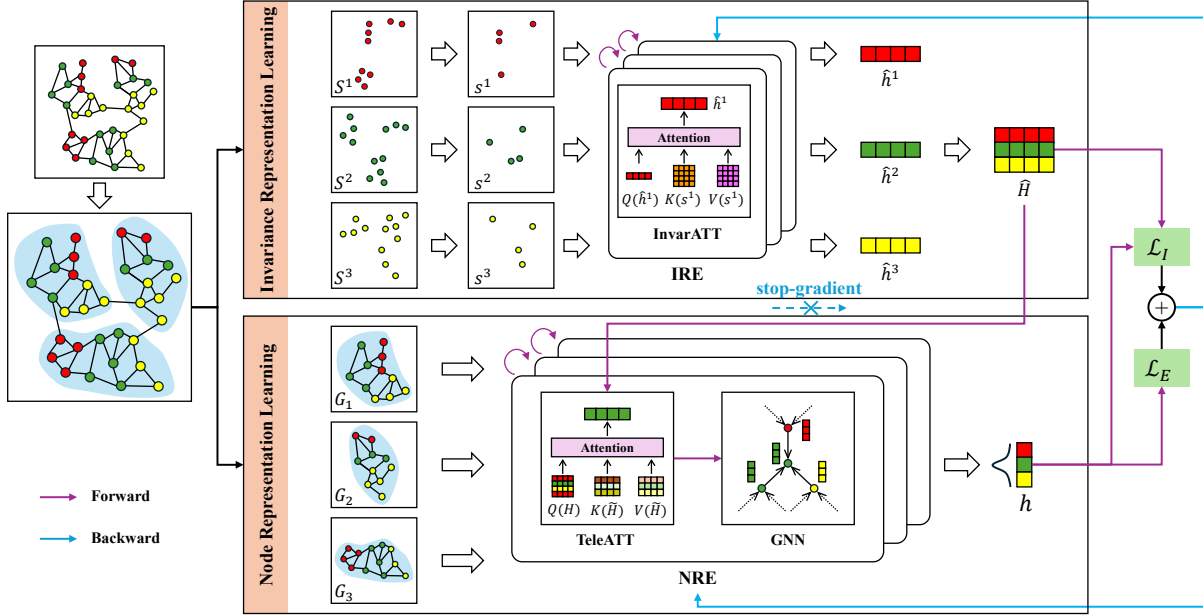 Invariance Representation Learning
S¹
s¹
S²
s²
S³
s³
ĥ¹
Attention
Q(ĥ¹) K(s¹) V(s¹)
InvarATT
IRE
ĥ¹
ĥ²
ĥ³
Ĥ
stop-gradient
ℒ_I
+
ℒ_E
Node Representation Learning
G₁
G₂
G₃
Attention
Q(H) K(H̃) V(H̃)
TeleATT
GNN
NRE
h
Forward
Backward